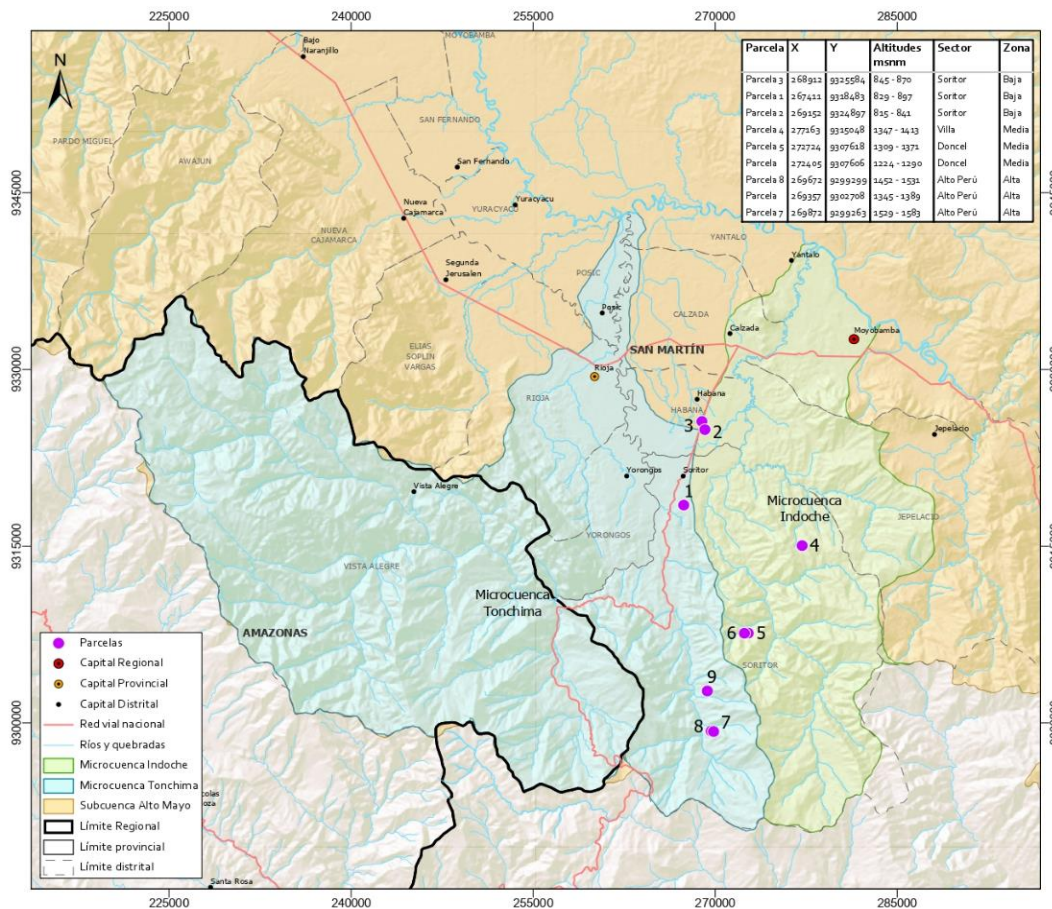 225000 240000 255000 270000 285000
Parcela X Y Altitudes msnm Sector Zona
Parcela 3 268912 9325584 845 - 870 Soritor Baja
Parcela 1 267411 9318483 829 - 897 Soritor Baja
Parcela 2 269152 9324897 815 - 841 Soritor Baja
Parcela 4 277163 9315048 1347 - 1413 Villa Media
Parcela 5 272724 9307618 1309 - 1371 Doncel Media
Parcela 272405 9307606 1224 - 1290 Doncel Media
Parcela 8 269672 9299299 1452 - 1531 Alto Perú Alta
Parcela 269357 9302708 1345 - 1389 Alto Perú Alta
Parcela 7 269872 9299263 1529 - 1583 Alto Perú Alta
N
MOYOBAMBA
Bajo
Naranjillo
SAN FERNANDO
PARDO MIGUEL
AWAJUN
San Fernando
9345000
Nueva
Cajamarca
Yuracyacu
YURACYACU
NUEVA
CAJAMARCA
YANTALO
Yantalo
Segunda
Jerusalen
POSIC
Posic
CALZADA
Calzada
Moyobamba
ELIAS
SOPLIN
VARGAS
SAN MARTÍN
9330000
Rioja
RIOJA
Habana
HABANA
3
2
Jepelacio
Yorongos
Soritor
Vista Alegre
1
Microcuenca
Indoche
JEPELACIO
YORONGOS
9315000
4
VISTA ALEGRE
Microcuenca
Tonchima
AMAZONAS
6 5
SORITOR
9
9300000
8 7
Parcelas
Capital Regional
Capital Provincial
Capital Distrital
Red vial nacional
Ríos y quebradas
Microcuenca Indoche
Microcuenca Tonchima
Subcuenca Alto Mayo
Límite Regional
Límite provincial
Límite distrital
Santa Rosa
225000 240000 255000 270000 285000